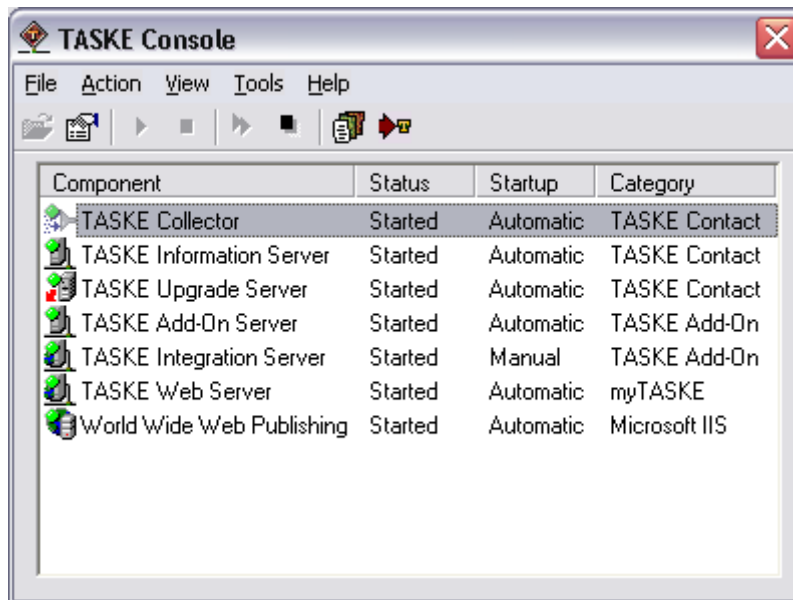 TASKE Console
File Action View Tools Help
Component Status Startup Category
TASKE Collector Started Automatic TASKE Contact
TASKE Information Server Started Automatic TASKE Contact
TASKE Upgrade Server Started Automatic TASKE Contact
TASKE Add-On Server Started Automatic TASKE Add-On
TASKE Integration Server Started Manual TASKE Add-On
TASKE Web Server Started Automatic myTASKE
World Wide Web Publishing Started Automatic Microsoft IIS